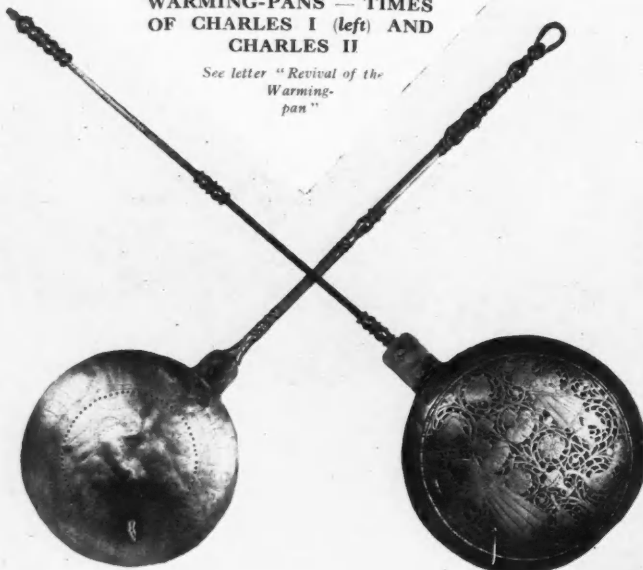 WARMING-PANS — TIMES
OF CHARLES I (left) AND
CHARLES II
See letter "Revival of the
Warming-
pan"